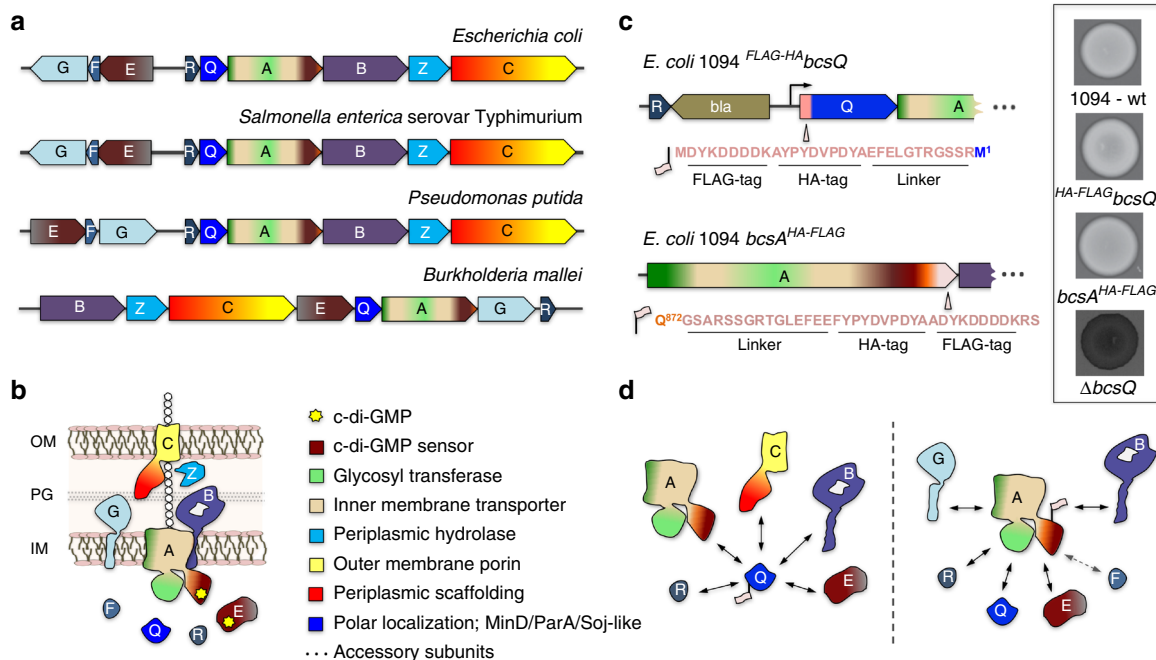 a
Escherichia coli
G F E R Q A B Z C
Salmonella enterica serovar Typhimurium
G F E R Q A B Z C
Pseudomonas putida
E F G R Q A B Z C
Burkholderia mallei
B Z C E Q A G R
b
OM
C
Z
PG
G
B
IM
A
F
E
Q
R
c-di-GMP
c-di-GMP sensor
Glycosyl transferase
Inner membrane transporter
Periplasmic hydrolase
Outer membrane porin
Periplasmic scaffolding
Polar localization; MinD/ParA/Soj-like
Accessory subunits
c
E. coli 1094 FLAG-HAbcsQ
R bla Q A
MDYKDDDDKAYPYDVPDYAEFELGTRGSSRM¹
FLAG-tag HA-tag Linker
E. coli 1094 bcsAHA-FLAG
A
Q⁸⁷²GSARSSGRTGLEFEEFYPYDVPDYAADYKDDDDKRS
Linker HA-tag FLAG-tag
1094 - wt
HA-FLAGbcsQ
bcsAHA-FLAG
ΔbcsQ
d
A
C
B
R
Q
E
G
A
B
R
F
Q
E